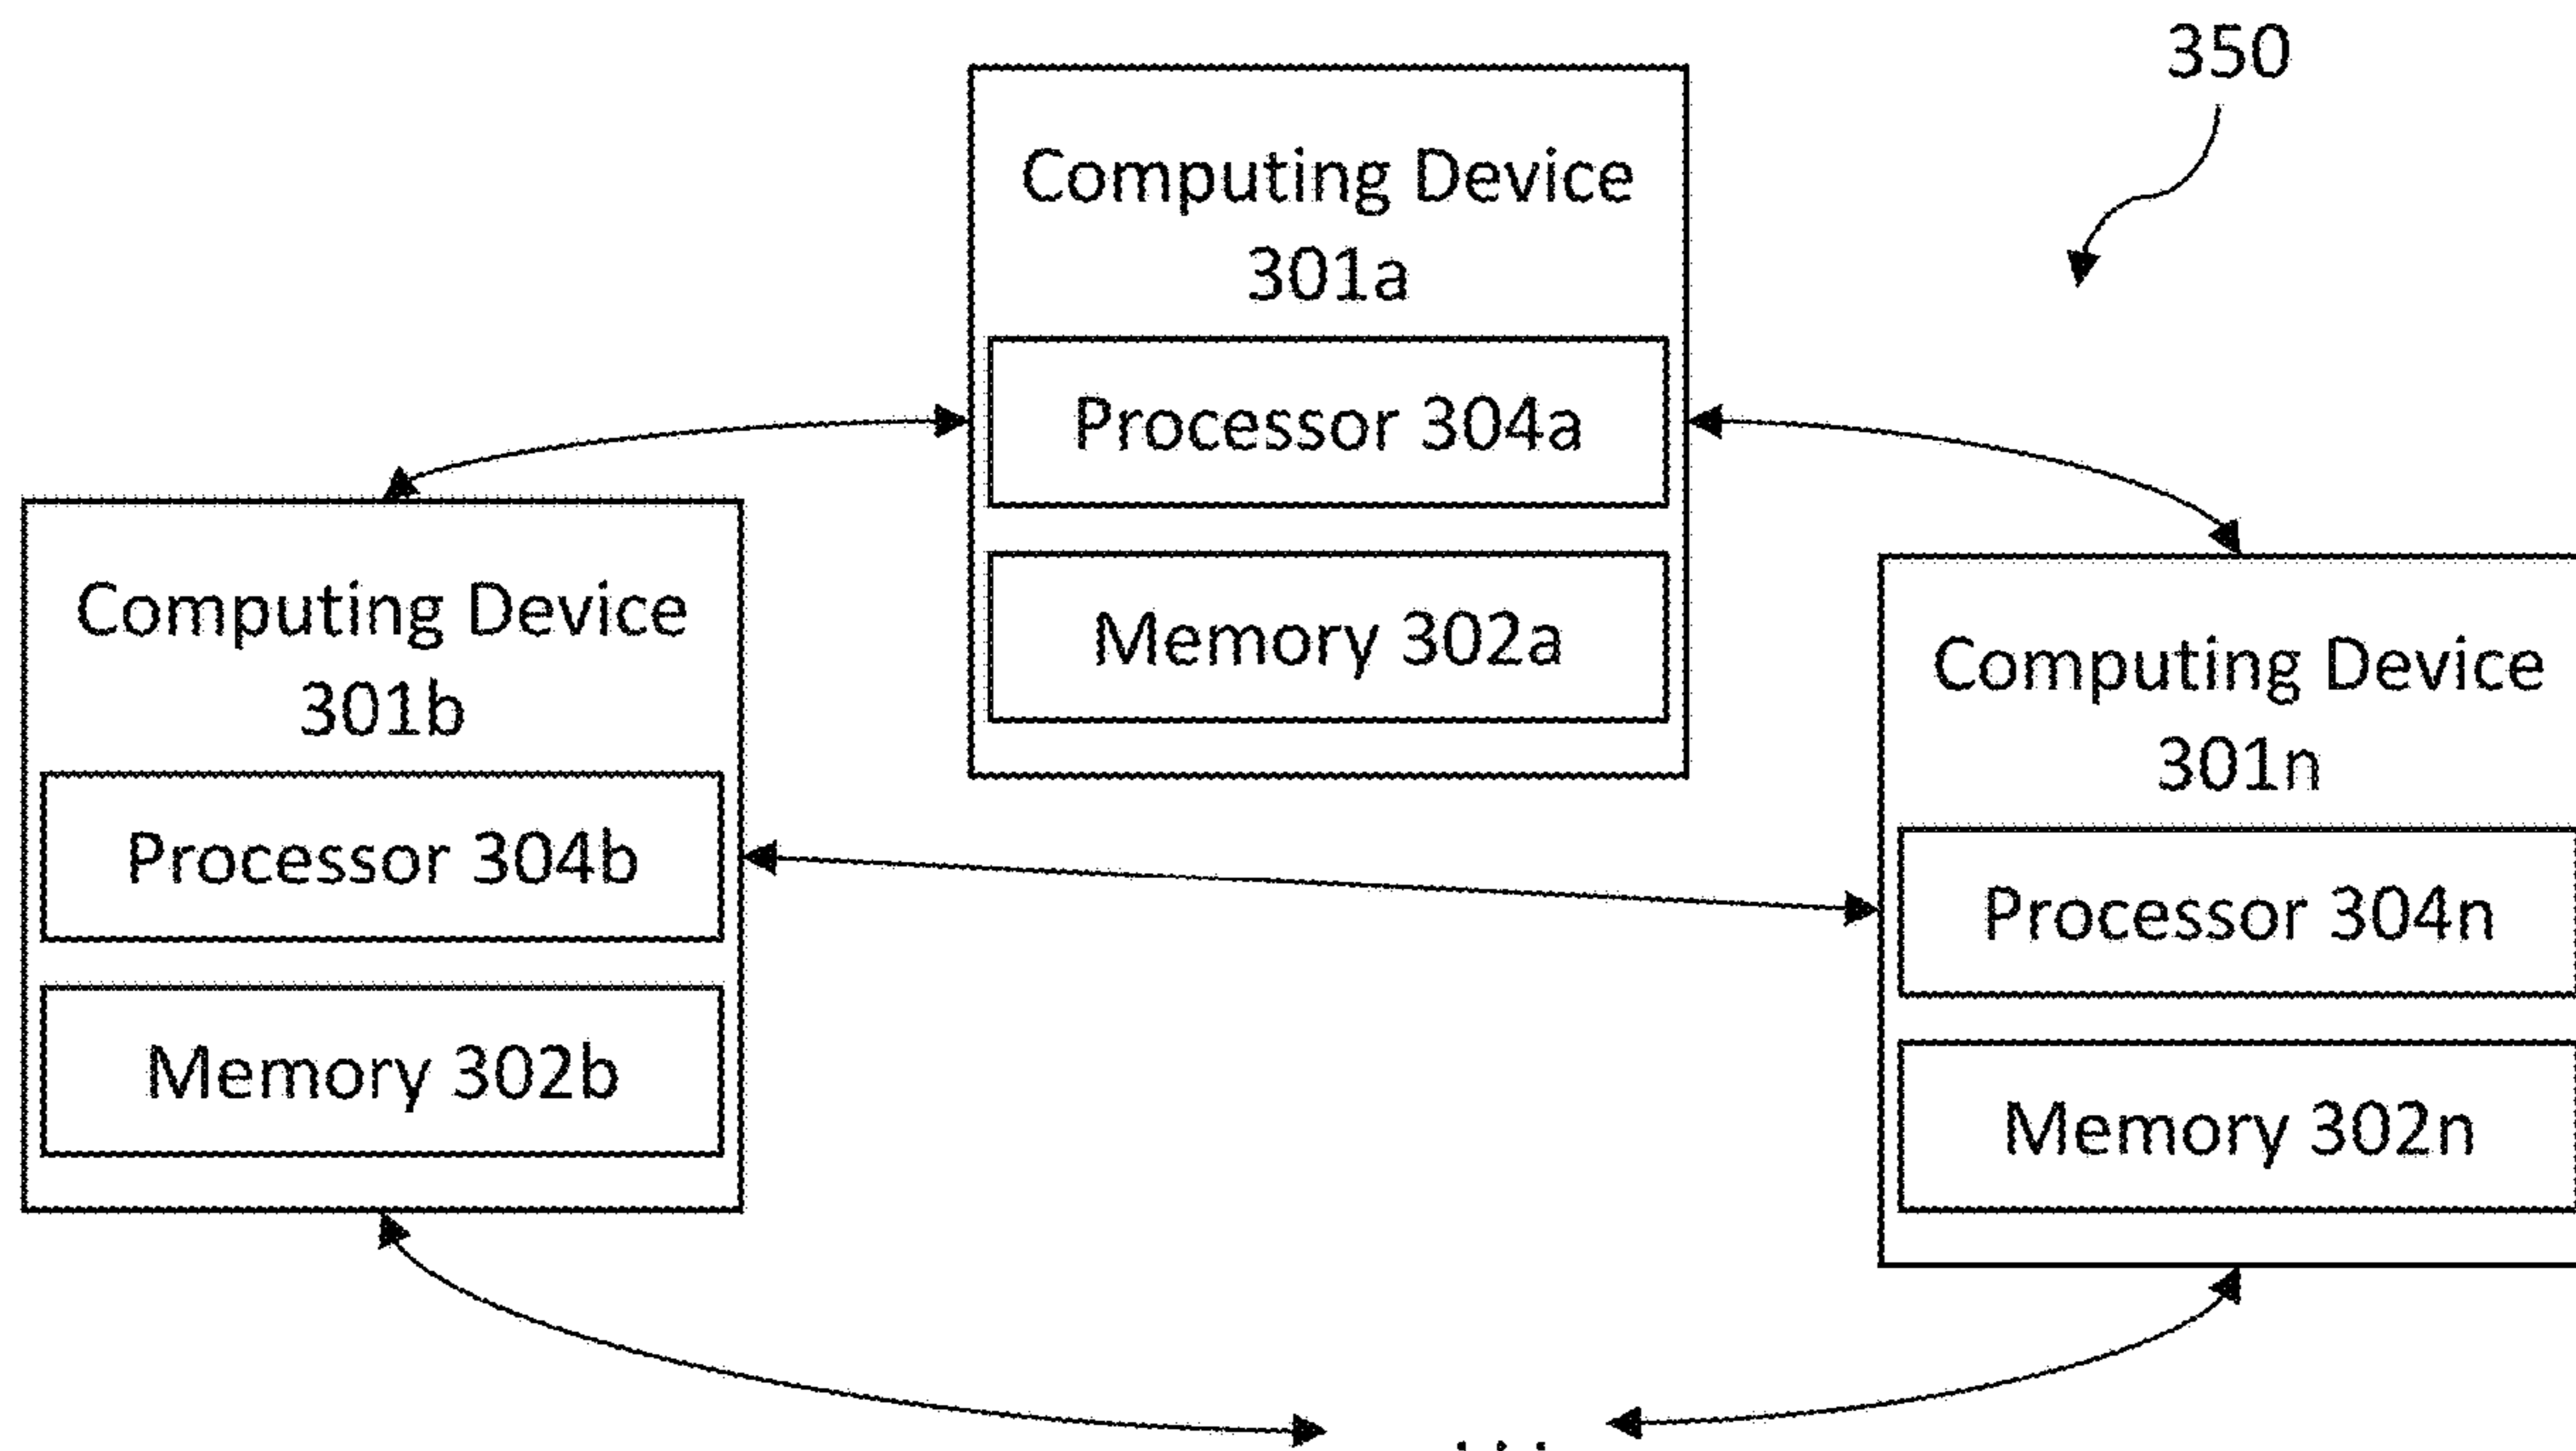 350
Computing Device
301a
Processor 304a
Memory 302a
Computing Device
301b
Processor 304b
Memory 302b
Computing Device
301n
Processor 304n
Memory 302n